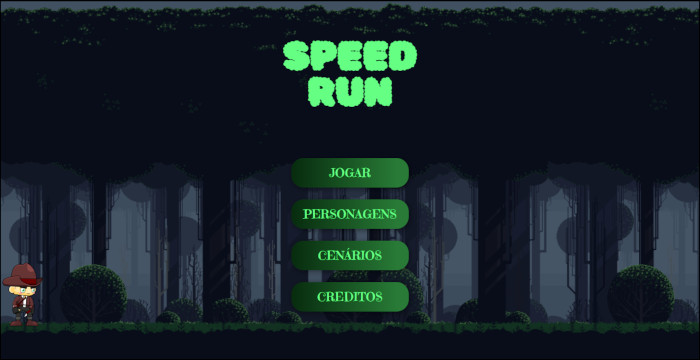 SPEED
RUN
JOGAR
PERSONAGENS
CENÁRIOS
CREDITOS